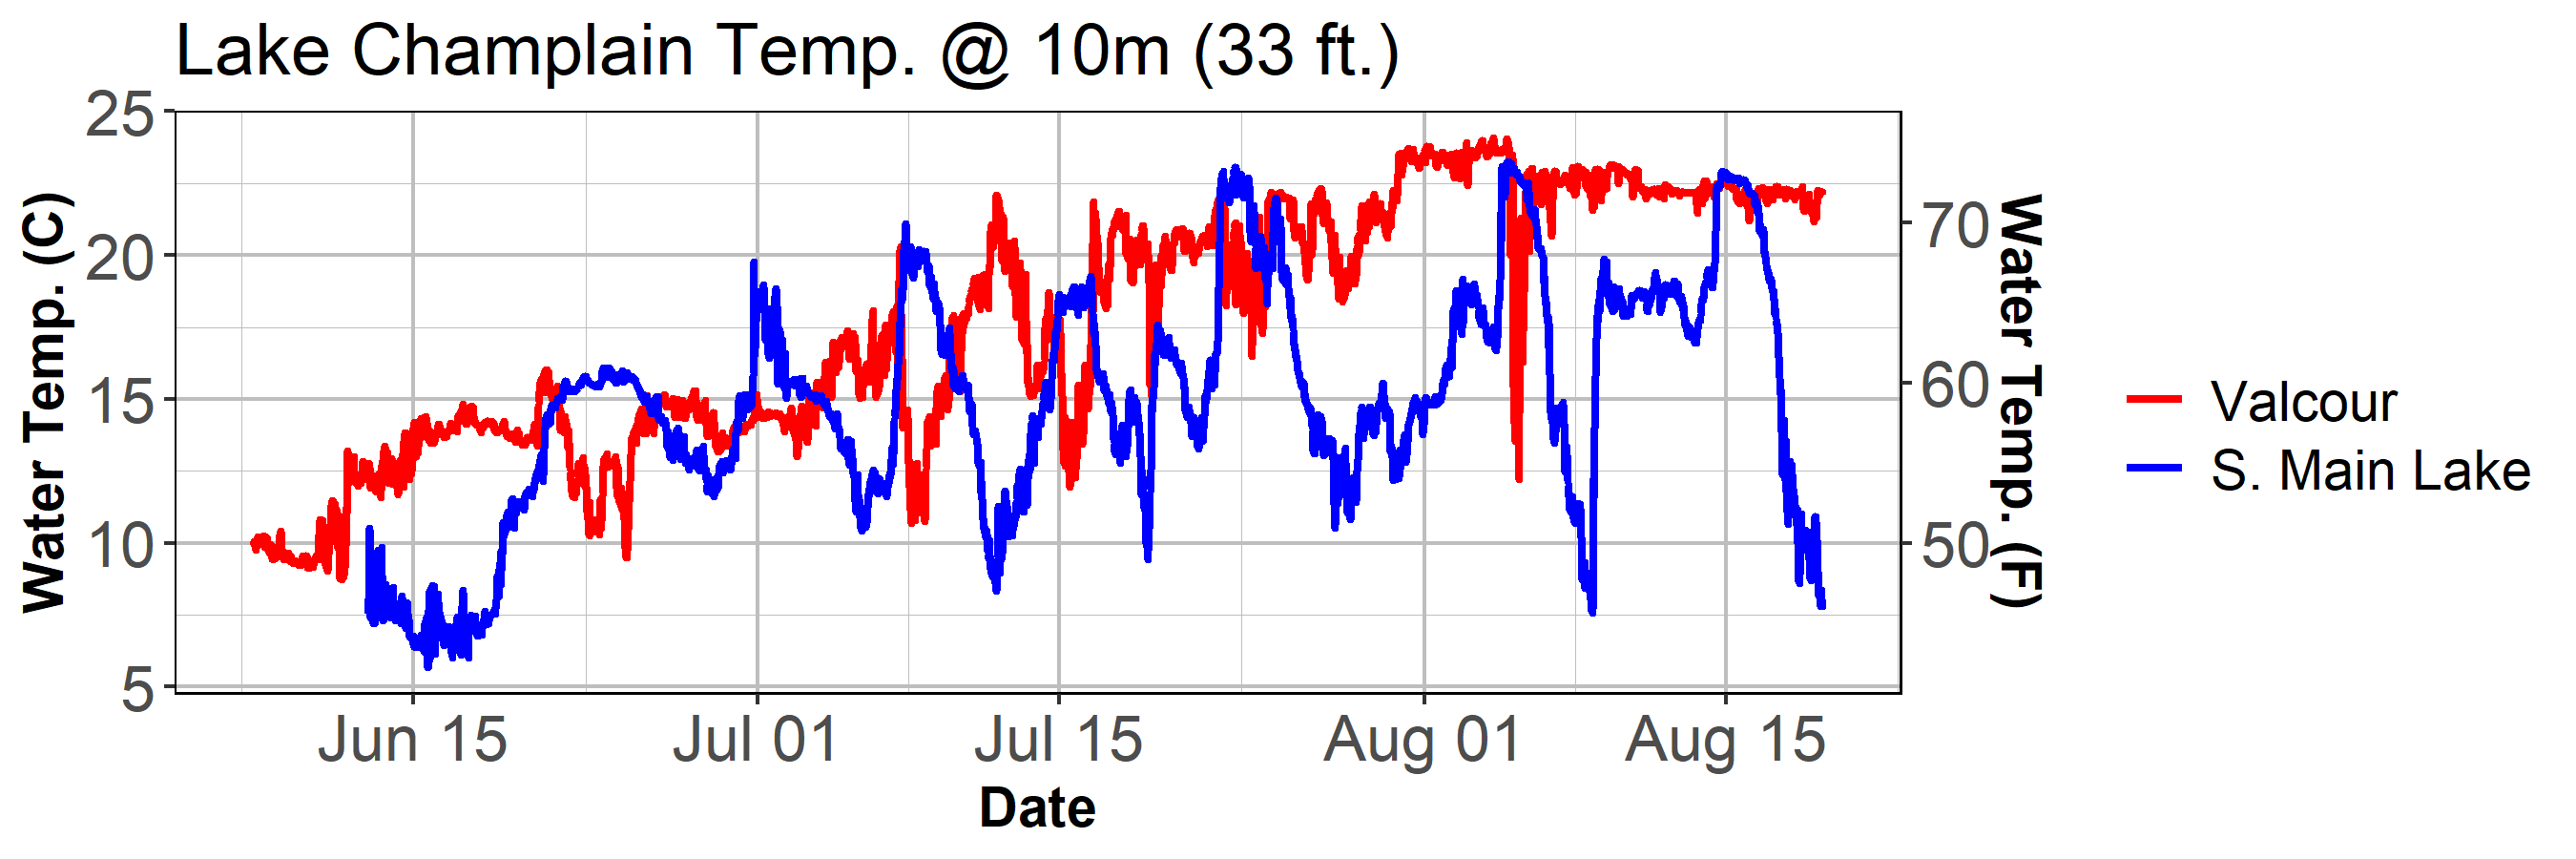 Lake Champlain Temp. @ 10m (33 ft.)
Water Temp. (C)
25
20
15
10
5
70
60
50
Water Temp. (F)
Jun 15
Jul 01
Jul 15
Aug 01
Aug 15
Date
Valcour
S. Main Lake